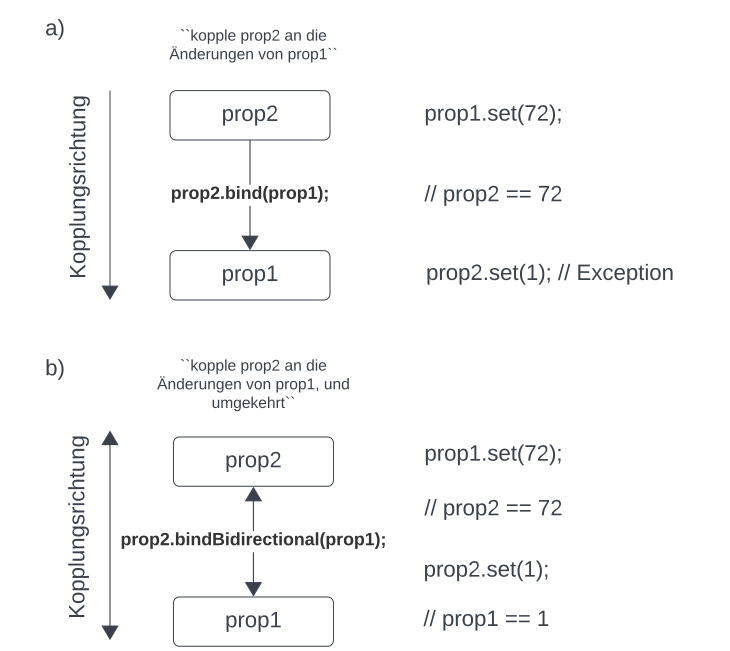 a)
``kopple prop2 an die
Änderungen von prop1``
Kopplungsrichtung
prop2
prop1.set(72);
prop2.bind(prop1);
// prop2 == 72
prop1
prop2.set(1); // Exception
b)
``kopple prop2 an die
Änderungen von prop1, und
umgekehrt``
Kopplungsrichtung
prop2
prop1.set(72);
// prop2 == 72
prop2.bindBidirectional(prop1);
prop2.set(1);
prop1
// prop1 == 1